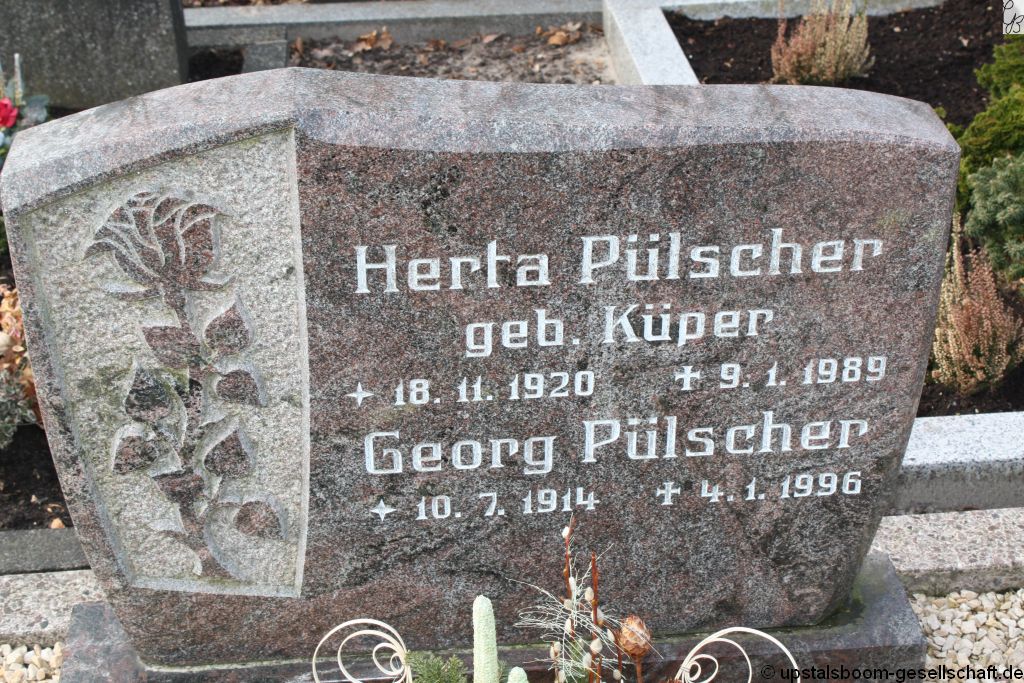 Herta Pülscher
geb. Küper
18. 11. 1920 9. 1. 1989
Georg Pülscher
10. 7. 1914 4. 1. 1996
© upstalsboom-gesellschaft.de